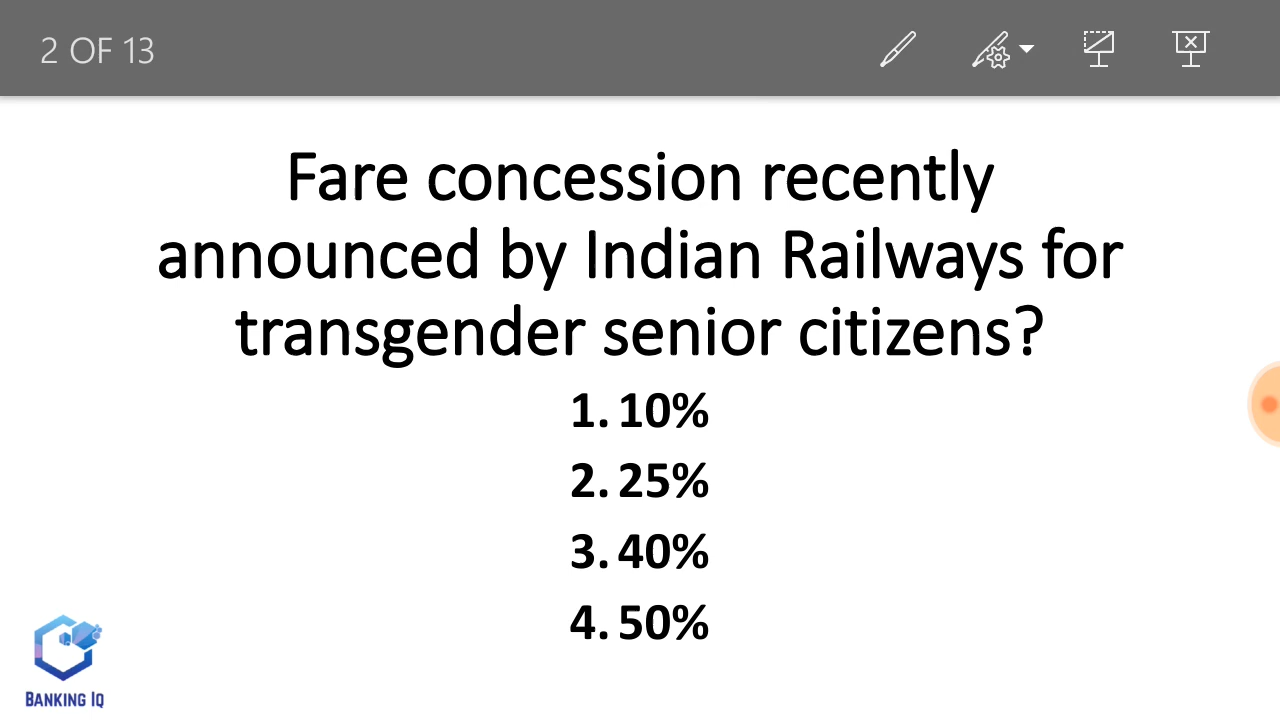 2 OF 13
Fare concession recently
announced by Indian Railways for
transgender senior citizens?
1. 10%
2. 25%
3. 40%
4. 50%
BANKING IQ